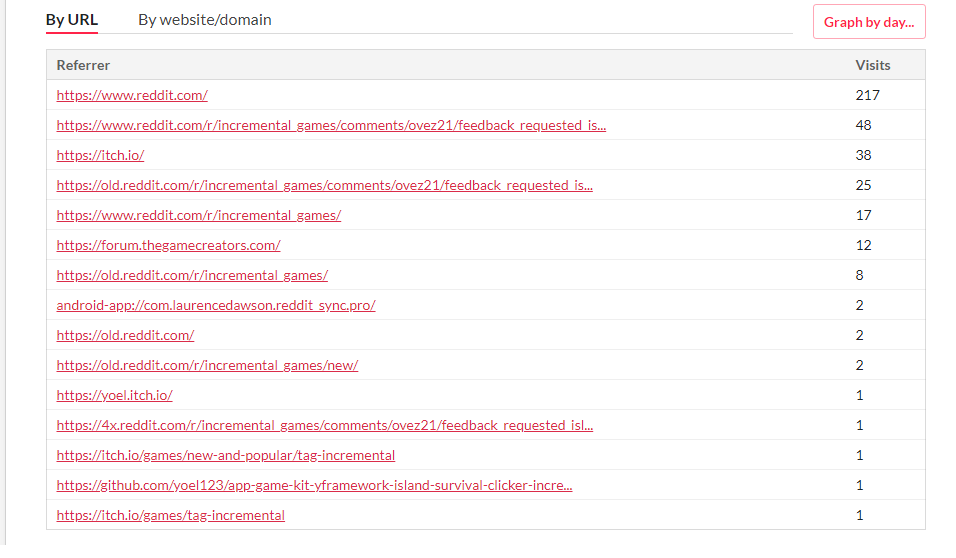 By URL By website/domain Graph by day...
Referrer Visits
https://www.reddit.com/ 217
https://www.reddit.com/r/incremental_games/comments/ovez21/feedback_requested_is... 48
https://itch.io/ 38
https://old.reddit.com/r/incremental_games/comments/ovez21/feedback_requested_is... 25
https://www.reddit.com/r/incremental_games/ 17
https://forum.thegamecreators.com/ 12
https://old.reddit.com/r/incremental_games/ 8
android-app://com.laurencedawson.reddit_sync.pro/ 2
https://old.reddit.com/ 2
https://old.reddit.com/r/incremental_games/new/ 2
https://yoel.itch.io/ 1
https://4x.reddit.com/r/incremental_games/comments/ovez21/feedback_requested_isl... 1
https://itch.io/games/new-and-popular/tag-incremental 1
https://github.com/yoel123/app-game-kit-yframework-island-survival-clicker-incre... 1
https://itch.io/games/tag-incremental 1